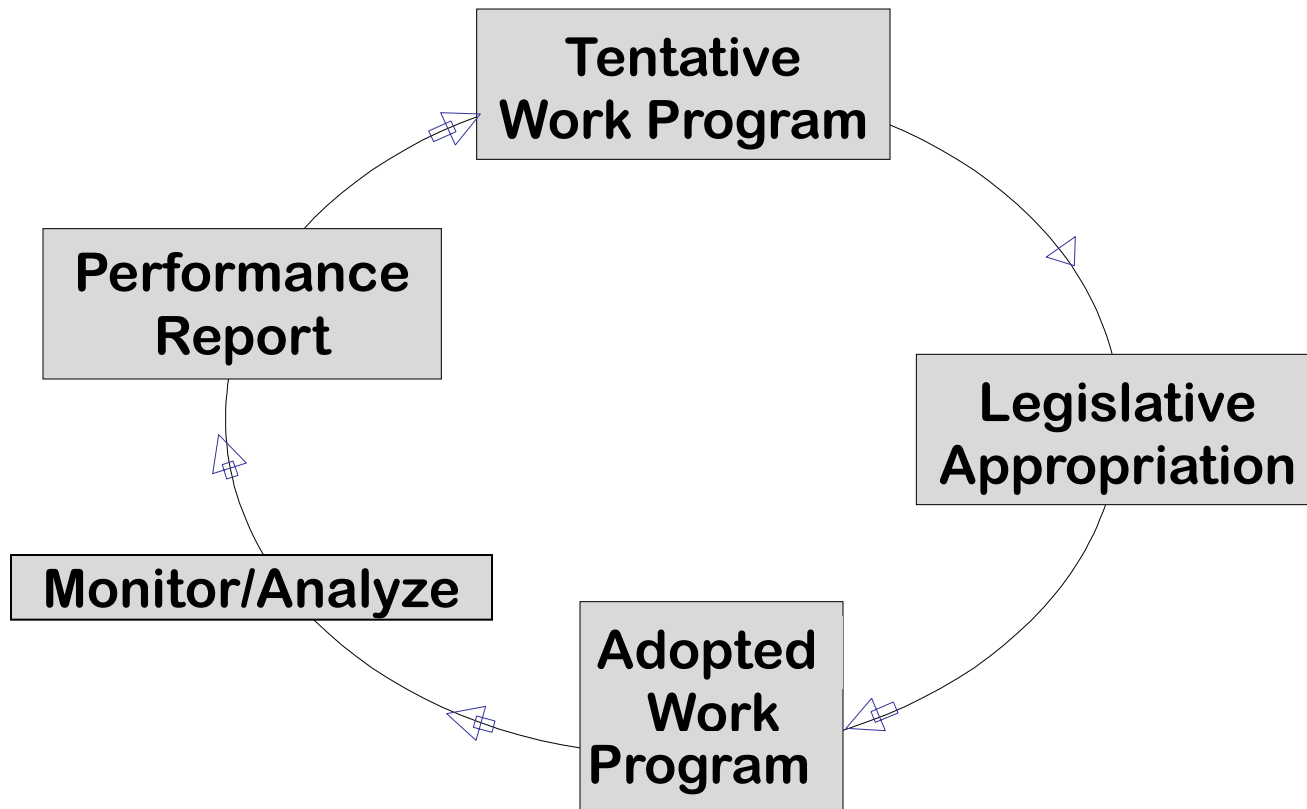 Tentative
Work Program
Performance
Report
Legislative
Appropriation
Monitor/Analyze
Adopted
Work
Program